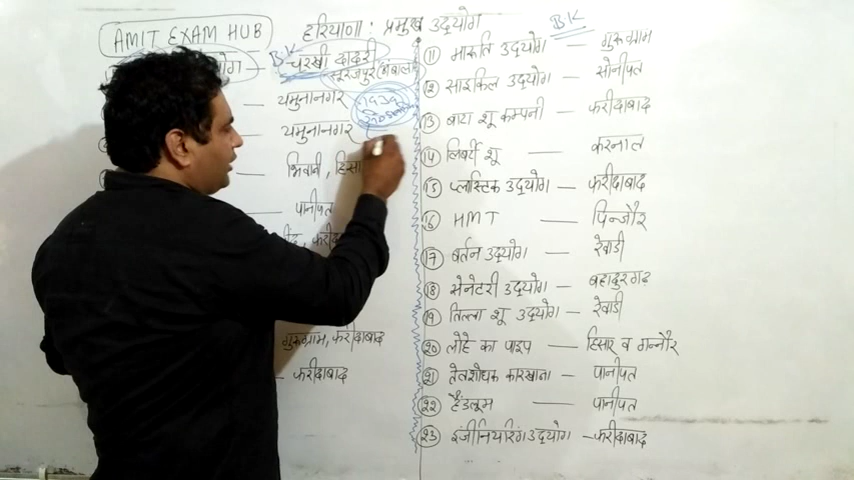 AMIT EXAM HUB
हरियाणा : प्रमुख उद्योग
B.K
B.K
योग — चरखी दादरी
सूरजपुर (अंबाला)
— यमुनानगर
1939
— यमुनानगर
भिवानी, हिसा
— पानीपत
गुरुग्राम, फरीदाबाद
— फरीदाबाद
11 मारुति उद्योग — गुरुग्राम
12 साइकिल उद्योग — सोनीपत
13 बाटा शू कम्पनी — फरीदाबाद
14 लिबर्टी शू — करनाल
15 प्लास्टिक उद्योग — फरीदाबाद
16 HMT — पिन्जौर
17 बर्तन उद्योग — रेवाडी
18 सेनेटरी उद्योग — बहादुरगढ़
19 तिल्ला शू उद्योग — रेवाडी
20 लोहे का पाइप — हिसार व गन्नौर
21 तेलशोधक कारखाना — पानीपत
22 हैंडलूम — पानीपत
23 इंजीनियरिंग उद्योग — फरीदाबाद